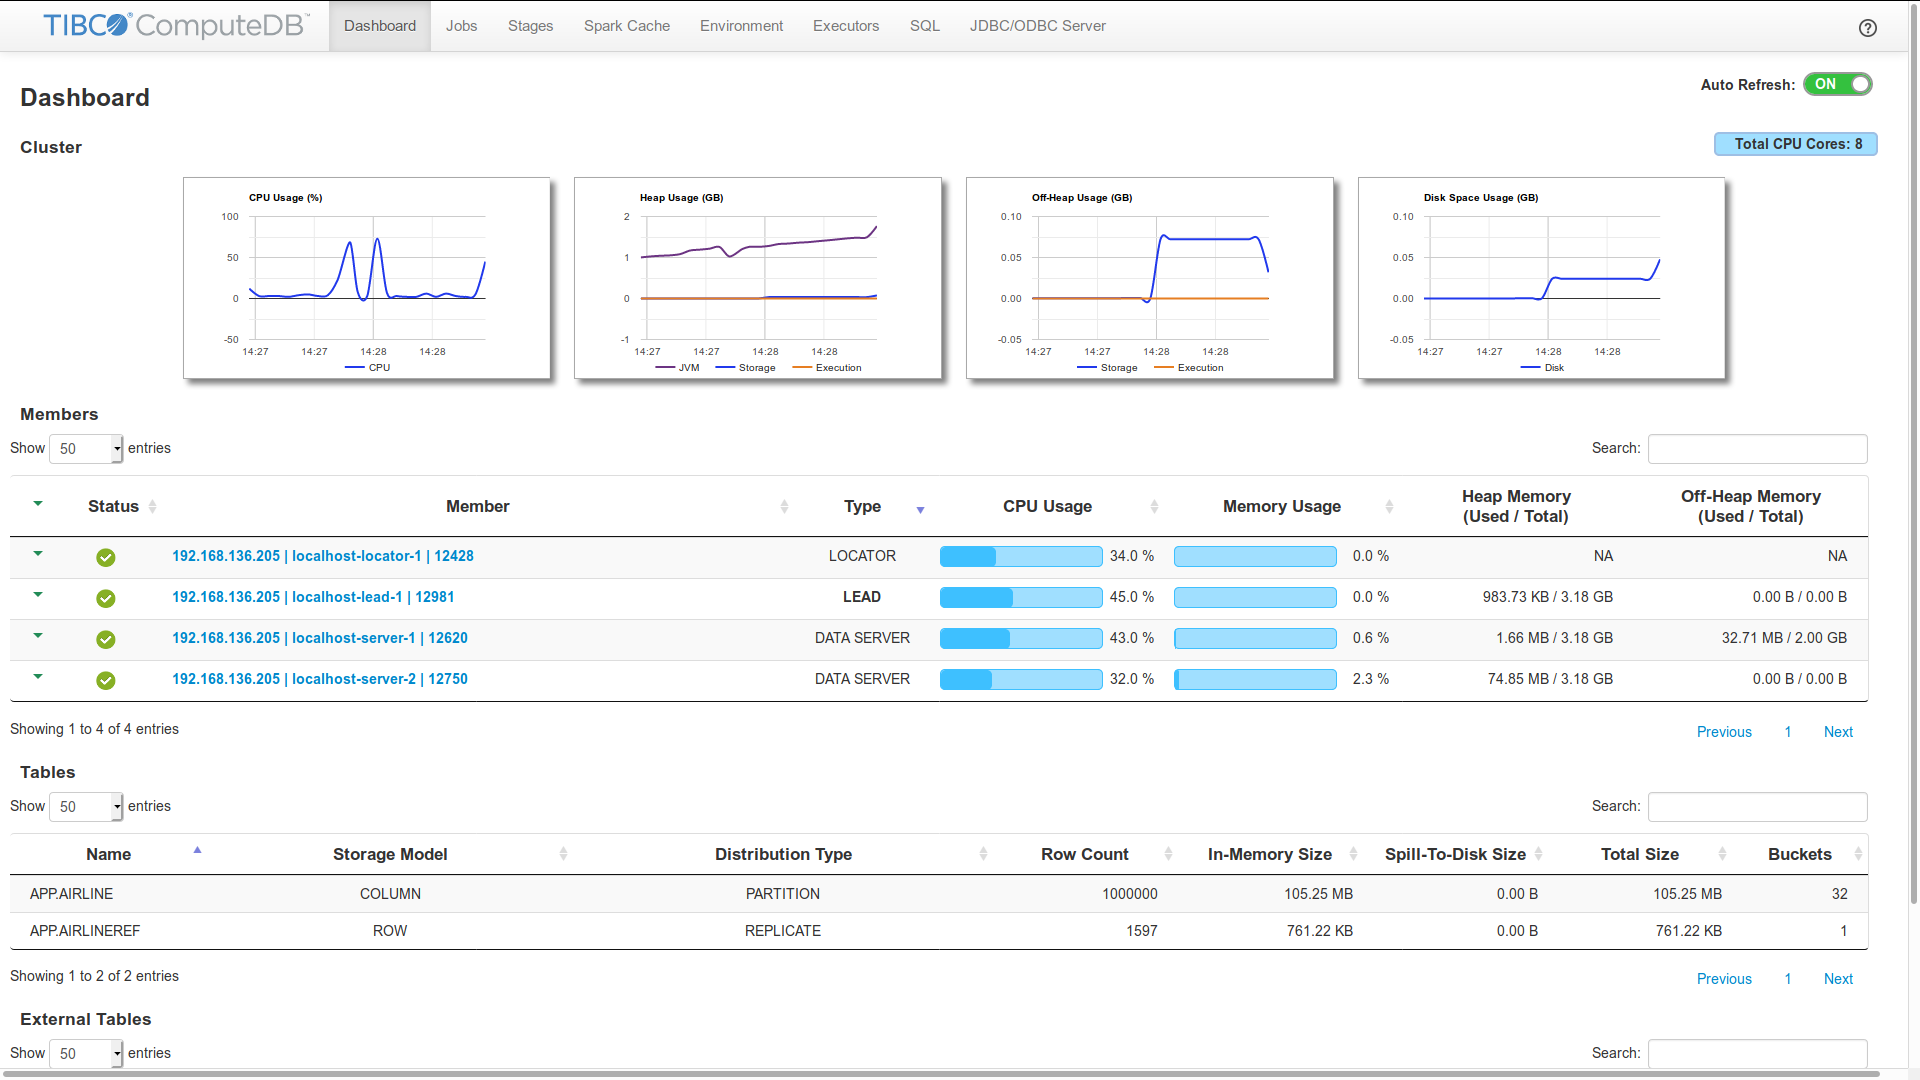 TIBCO® ComputeDB™ Dashboard Jobs Stages Spark Cache Environment Executors SQL JDBC/ODBC Server ?
Dashboard
Auto Refresh: ON
Cluster
Total CPU Cores: 8
CPU Usage (%)
100
50
0
-50
14:27 14:27 14:28 14:28
CPU
Heap Usage (GB)
2
1
0
-1
14:27 14:27 14:28 14:28
JVM Storage Execution
Off-Heap Usage (GB)
0.10
0.05
0.00
-0.05
14:27 14:27 14:28 14:28
Storage Execution
Disk Space Usage (GB)
0.10
0.05
0.00
-0.05
14:27 14:27 14:28 14:28
Disk
Members
Show 50 entries
Search:
Status Member Type CPU Usage Memory Usage Heap Memory (Used / Total) Off-Heap Memory (Used / Total)
192.168.136.205 | localhost-locator-1 | 12428 LOCATOR 34.0 % 0.0 % NA NA
192.168.136.205 | localhost-lead-1 | 12981 LEAD 45.0 % 0.0 % 983.73 KB / 3.18 GB 0.00 B / 0.00 B
192.168.136.205 | localhost-server-1 | 12620 DATA SERVER 43.0 % 0.6 % 1.66 MB / 3.18 GB 32.71 MB / 2.00 GB
192.168.136.205 | localhost-server-2 | 12750 DATA SERVER 32.0 % 2.3 % 74.85 MB / 3.18 GB 0.00 B / 0.00 B
Showing 1 to 4 of 4 entries
Previous 1 Next
Tables
Show 50 entries
Search:
Name Storage Model Distribution Type Row Count In-Memory Size Spill-To-Disk Size Total Size Buckets
APP.AIRLINE COLUMN PARTITION 1000000 105.25 MB 0.00 B 105.25 MB 32
APP.AIRLINEREF ROW REPLICATE 1597 761.22 KB 0.00 B 761.22 KB 1
Showing 1 to 2 of 2 entries
Previous 1 Next
External Tables
Show 50 entries
Search: